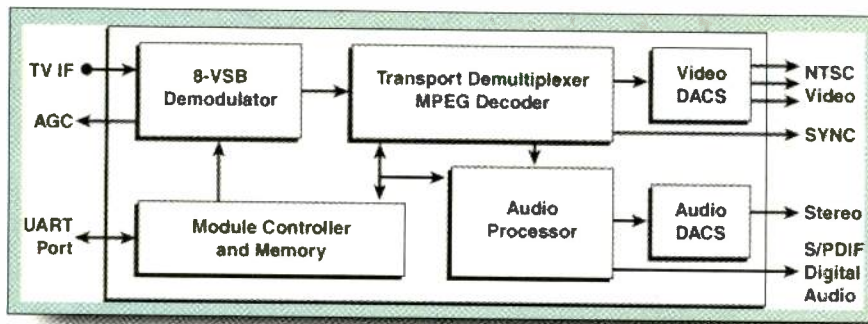 TV IF
AGC
UART
Port
8-VSB
Demodulator
Transport Demultiplexer
MPEG Decoder
Video
DACS
NTSC
Video
SYNC
Module Controller
and Memory
Audio
Processor
Audio
DACS
Stereo
S/PDIF
Digital
Audio